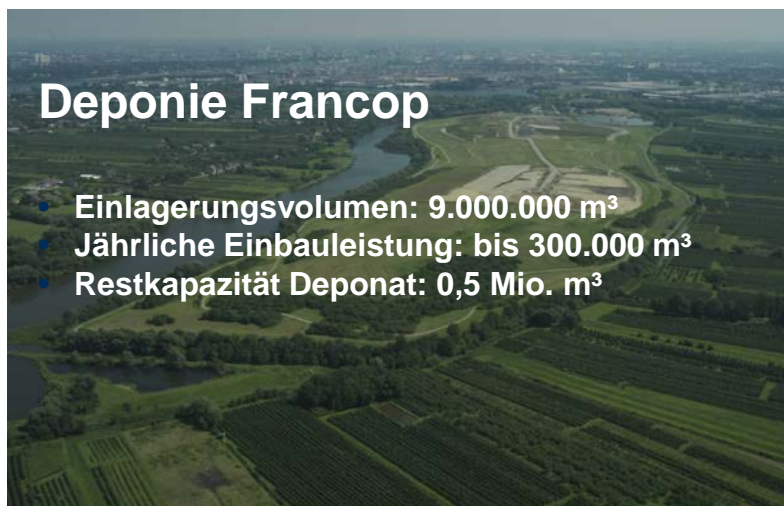 Deponie Francop
• Einlagerungsvolumen: 9.000.000 m³
• Jährliche Einbauleistung: bis 300.000 m³
• Restkapazität Deponat: 0,5 Mio. m³